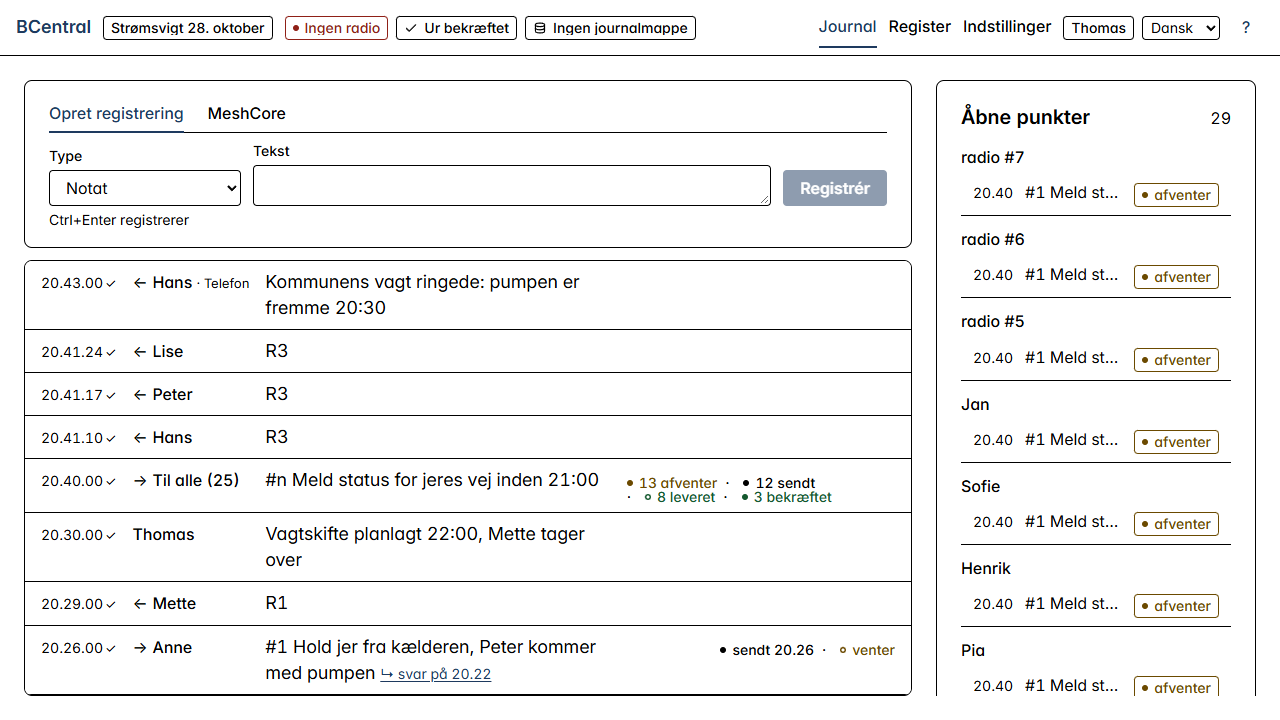 BCentral
Strømsvigt 28. oktober
Ingen radio
Ur bekræftet
Ingen journalmappe
Journal
Register
Indstillinger
Thomas
Dansk
?
Opret registrering
MeshCore
Type
Tekst
Notat
Registrér
Ctrl+Enter registrerer
20.43.00 ✓ ← Hans · Telefon Kommunens vagt ringede: pumpen er
fremme 20:30
20.41.24 ✓ ← Lise R3
20.41.17 ✓ ← Peter R3
20.41.10 ✓ ← Hans R3
20.40.00 ✓ → Til alle (25) #n Meld status for jeres vej inden 21:00 • 13 afventer · • 12 sendt
· 8 leveret · • 3 bekræftet
20.30.00 ✓ Thomas Vagtskifte planlagt 22:00, Mette tager
over
20.29.00 ✓ ← Mette R1
20.26.00 ✓ → Anne #1 Hold jer fra kælderen, Peter kommer • sendt 20.26 · venter
med pumpen ↳ svar på 20.22
Åbne punkter 29
radio #7
20.40 #1 Meld st... • afventer
radio #6
20.40 #1 Meld st... • afventer
radio #5
20.40 #1 Meld st... • afventer
Jan
20.40 #1 Meld st... • afventer
Sofie
20.40 #1 Meld st... • afventer
Henrik
20.40 #1 Meld st... • afventer
Pia
20.40 #1 Meld st... • afventer